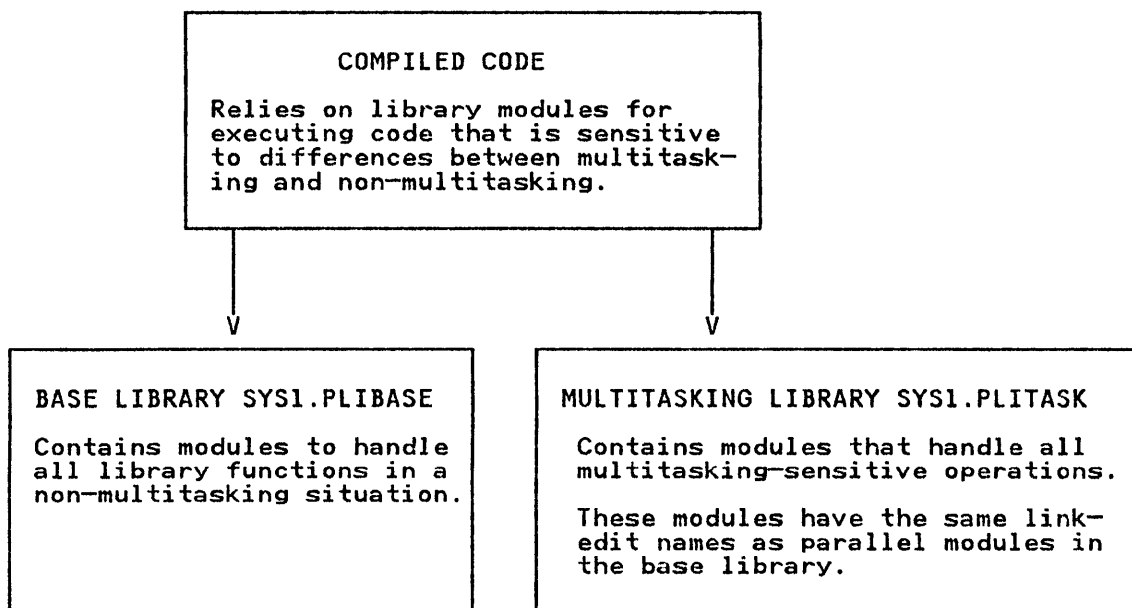 COMPILED CODE
Relies on library modules for
executing code that is sensitive
to differences between multitask-
ing and non-multitasking.
V
V
BASE LIBRARY SYS1.PLIBASE
Contains modules to handle
all library functions in a
non-multitasking situation.
MULTITASKING LIBRARY SYS1.PLITASK
Contains modules that handle all
multitasking-sensitive operations.
These modules have the same link-
edit names as parallel modules in
the base library.